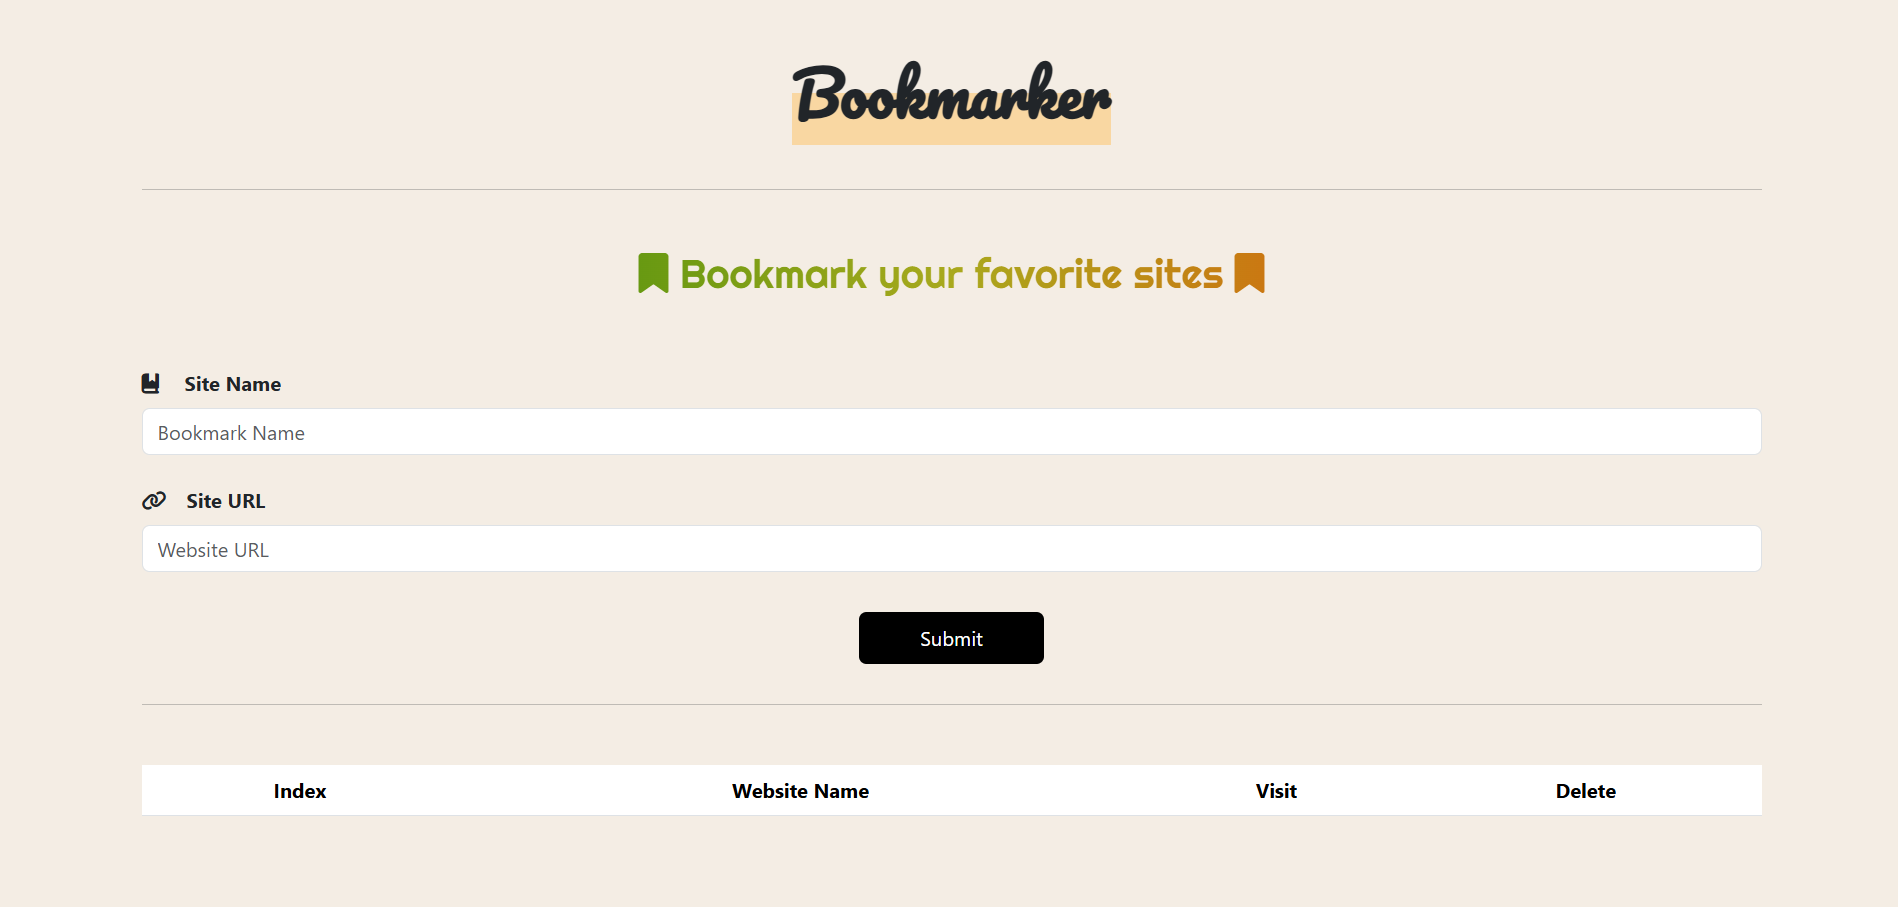 Bookmarker
Bookmark your favorite sites
Site Name
Bookmark Name
Site URL
Website URL
Submit
Index Website Name Visit Delete